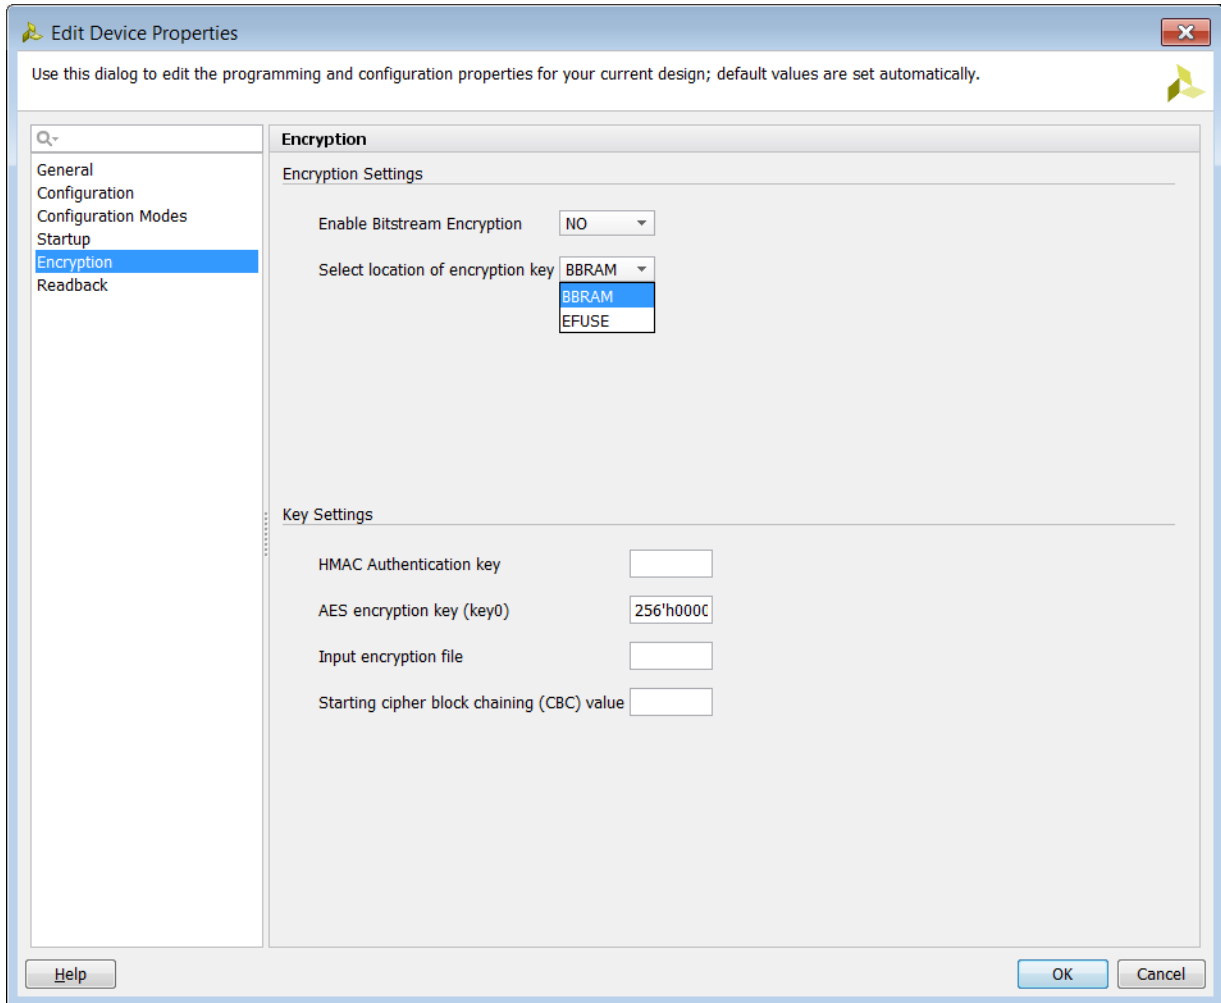 Edit Device Properties
Use this dialog to edit the programming and configuration properties for your current design; default values are set automatically.
General
Configuration
Configuration Modes
Startup
Encryption
Readback
Encryption
Encryption Settings
Enable Bitstream Encryption NO
Select location of encryption key BBRAM
BBRAM
EFUSE
Key Settings
HMAC Authentication key
AES encryption key (key0) 256'h0000
Input encryption file
Starting cipher block chaining (CBC) value
Help OK Cancel